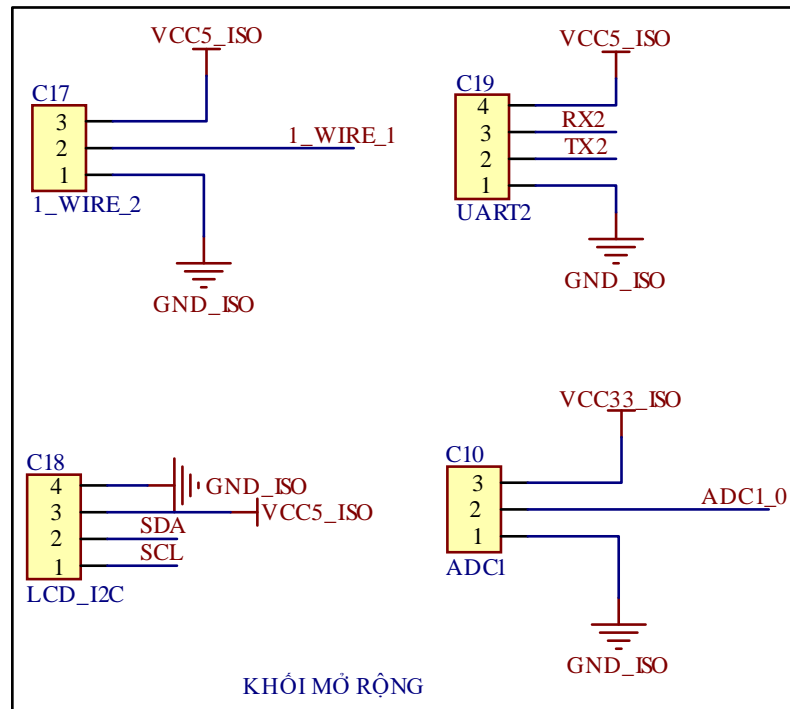 VCC5_ISO
C17
3
2
1
1_WIRE_1
1_WIRE_2
GND_ISO
VCC5_ISO
C19
4
3
2
1
RX2
TX2
UART2
GND_ISO
C18
4
3
2
1
GND_ISO
VCC5_ISO
SDA
SCL
LCD_I2C
VCC33_ISO
C10
3
2
1
ADC1_0
ADC1
GND_ISO
KHỐI MỞ RỘNG